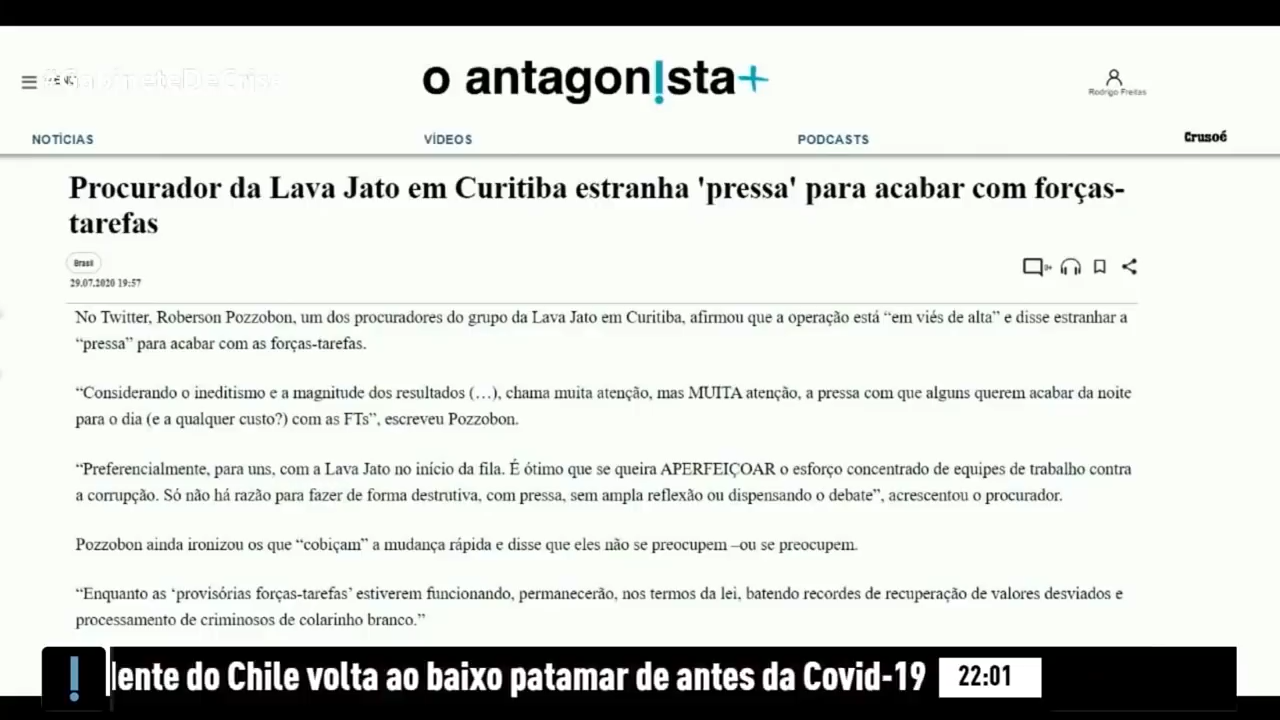 #GabineteDeCrise
o antagon!sta+
Rodrigo Freitas
NOTÍCIAS
VÍDEOS
PODCASTS
Crusoé
Procurador da Lava Jato em Curitiba estranha 'pressa' para acabar com forças-
tarefas
Brasil
29.07.2020 19:57
No Twitter, Roberson Pozzobon, um dos procuradores do grupo da Lava Jato em Curitiba, afirmou que a operação está “em viés de alta” e disse estranhar a
“pressa” para acabar com as forças-tarefas.
“Considerando o ineditismo e a magnitude dos resultados (…), chama muita atenção, mas MUITA atenção, a pressa com que alguns querem acabar da noite
para o dia (e a qualquer custo?) com as FTs”, escreveu Pozzobon.
“Preferencialmente, para uns, com a Lava Jato no início da fila. É ótimo que se queira APERFEIÇOAR o esforço concentrado de equipes de trabalho contra
a corrupção. Só não há razão para fazer de forma destrutiva, com pressa, sem ampla reflexão ou dispensando o debate”, acrescentou o procurador.
Pozzobon ainda ironizou os que “cobiçam” a mudança rápida e disse que eles não se preocupem –ou se preocupem.
“Enquanto as ‘provisórias forças-tarefas’ estiverem funcionando, permanecerão, nos termos da lei, batendo recordes de recuperação de valores desviados e
processamento de criminosos de colarinho branco.”
! dente do Chile volta ao baixo patamar de antes da Covid-19 22:01